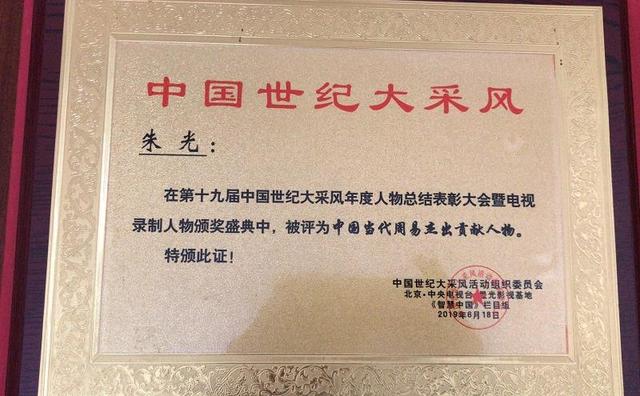 中国世纪大采风
朱光：
在第十九届中国世纪大采风年度人物总结表彰大会暨电视
录制人物颁奖盛典中，被评为中国当代周易杰出贡献人物。
特颁此证！
中国世纪大采风活动组织委员会
北京·中央电视台 星光影视基地
《智慧中国》栏目组
2019年6月18日